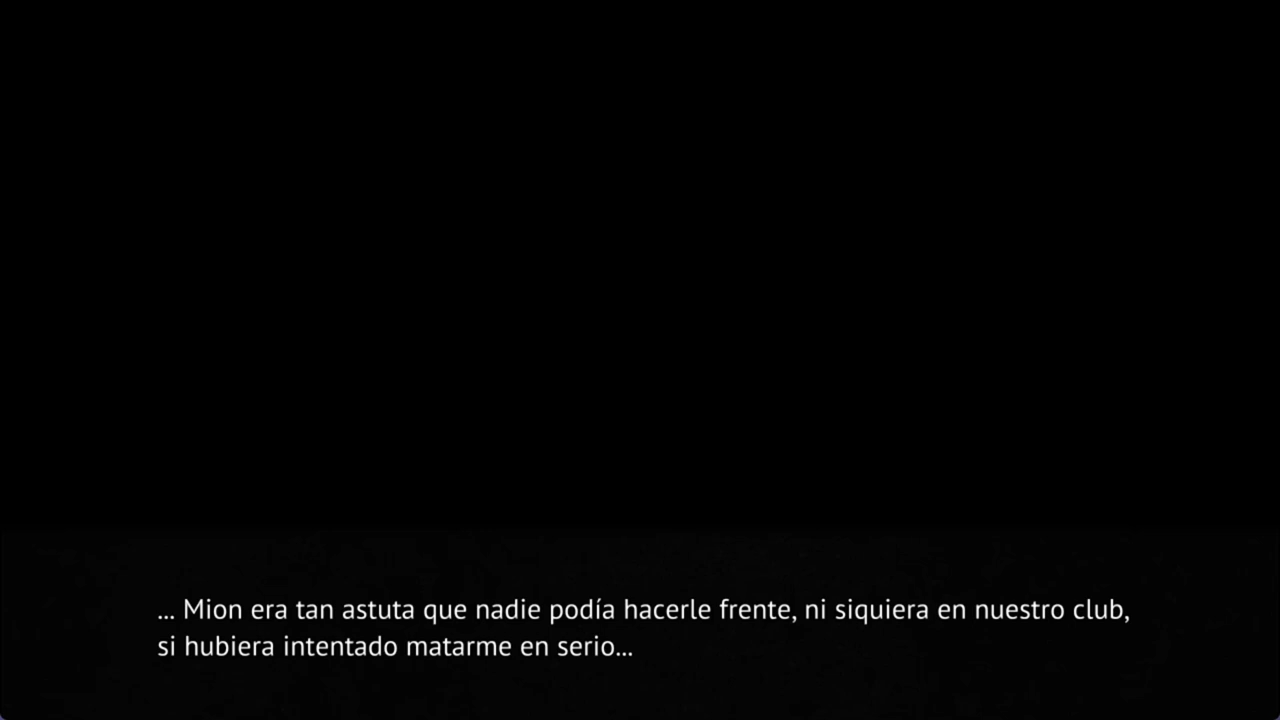 ... Mion era tan astuta que nadie podía hacerle frente, ni siquiera en nuestro club,
si hubiera intentado matarme en serio...